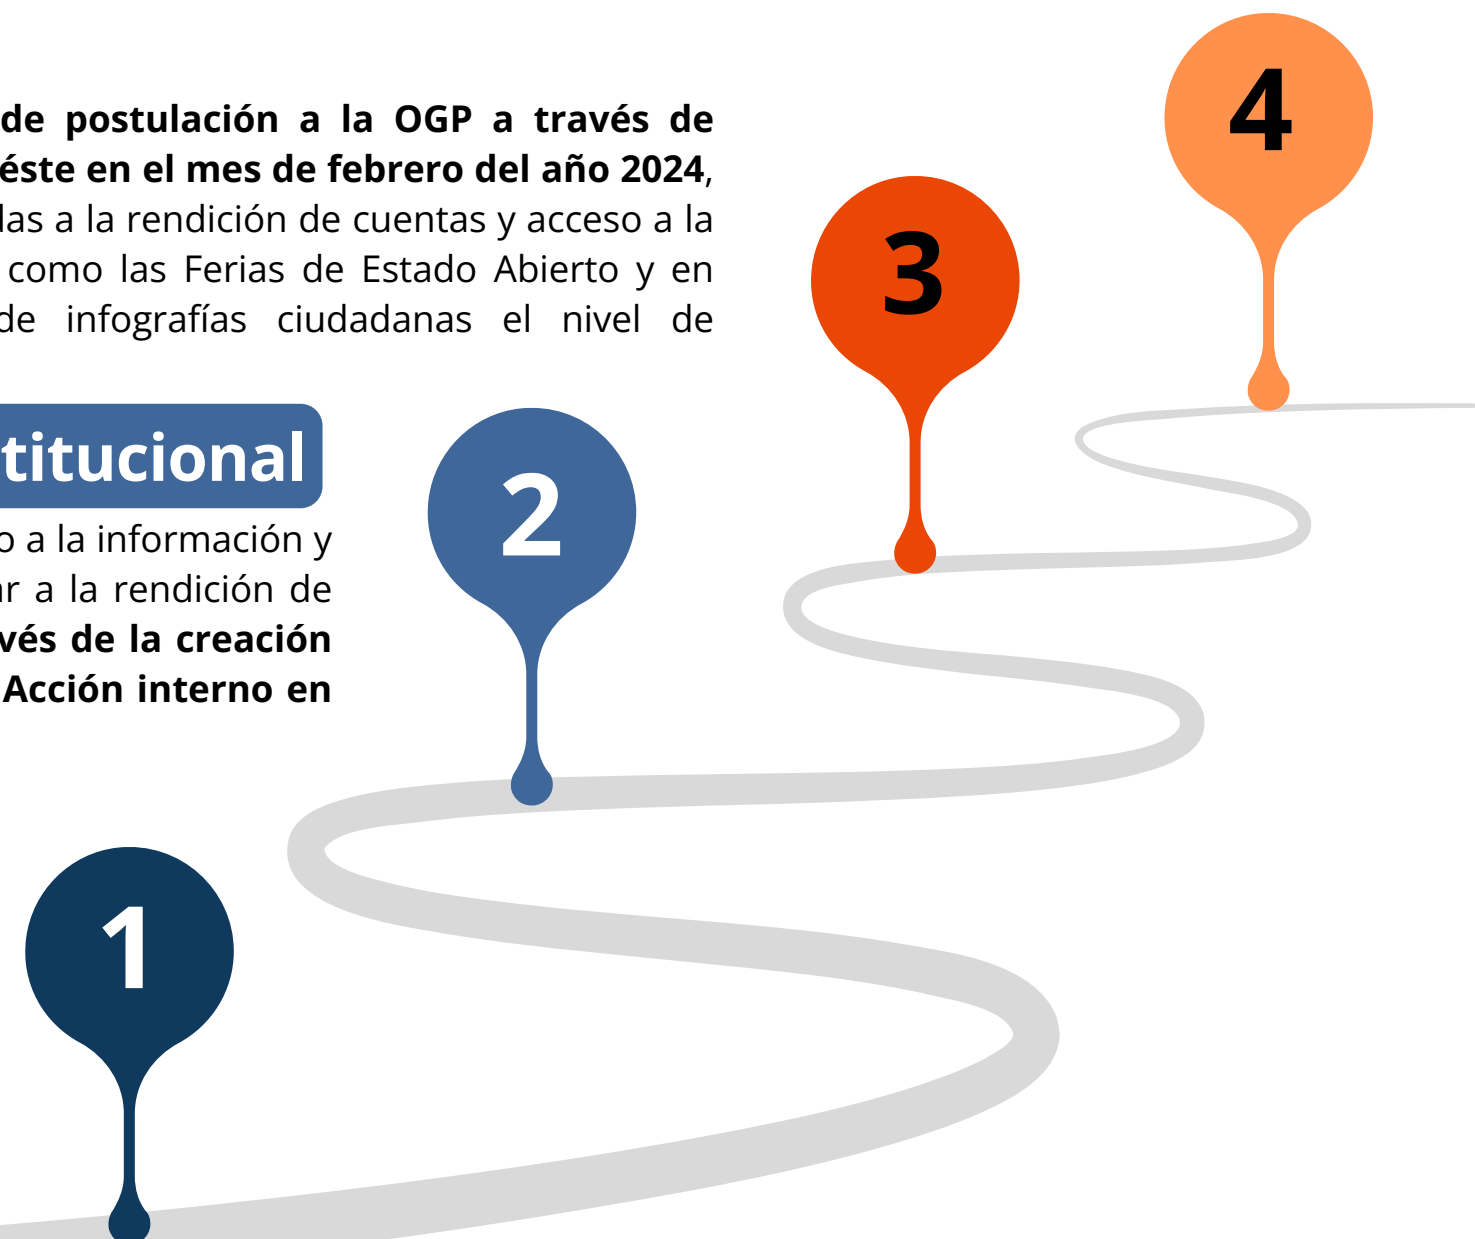 de postulación a la OGP a través de
éste en el mes de febrero del año 2024,
las a la rendición de cuentas y acceso a la
como las Ferias de Estado Abierto y en
de infografías ciudadanas el nivel de
4
3
titucional
2
o a la información y
ar a la rendición de
vés de la creación
Acción interno en
1